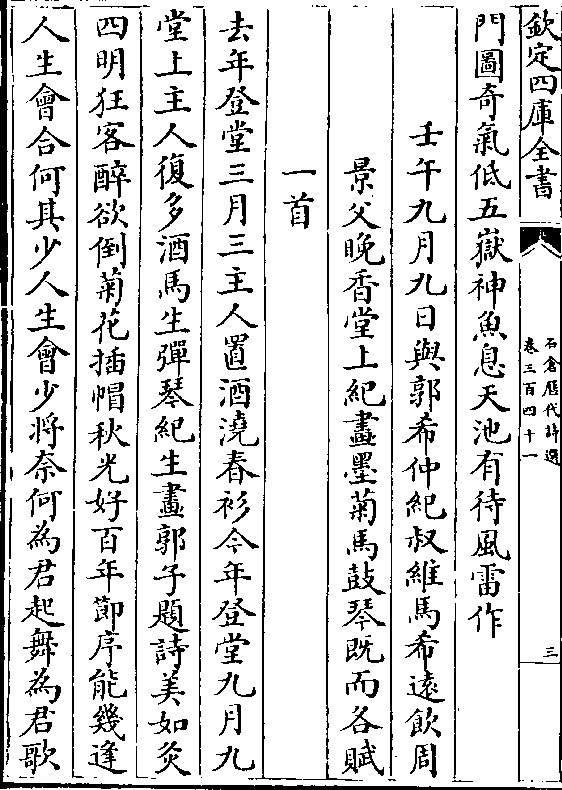 欽定四庫全書
石倉歷代詩選
卷三百四十一
三
門圖奇氣低五嶽神魚息天池有待風雷作
壬午九月九日與郭希仲紀叔維馬希遠飲周
景父晚香堂上紀畫墨菊馬鼓琴既而各賦
一首
去年登堂三月三主人置酒澆春衫今年登堂九月九
堂上主人復多酒馬生彈琴紀生畫郭子題詩美如灸
四明狂客醉欲倒菊花插帽秋光好百年節序能幾逢
人生會合何其少人生會少將奈何為君起舞為君歌